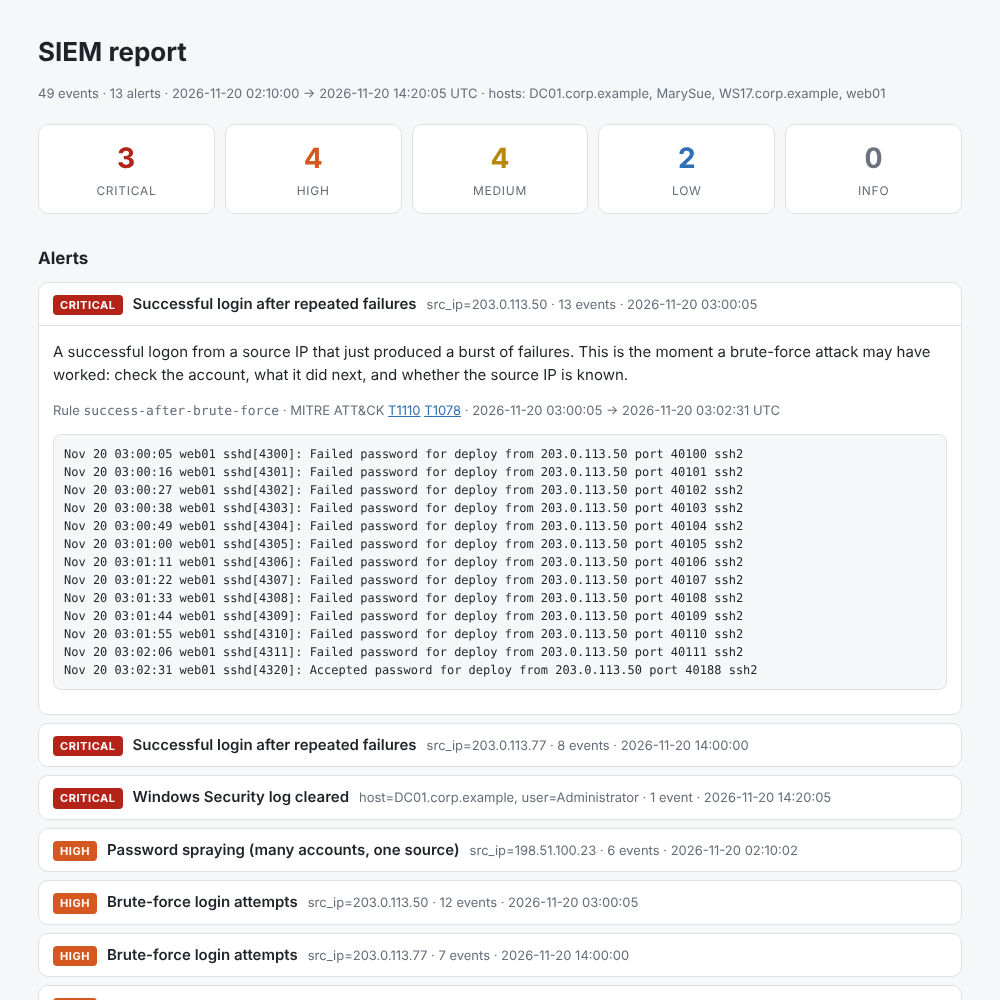 SIEM report
49 events · 13 alerts · 2026-11-20 02:10:00 → 2026-11-20 14:20:05 UTC · hosts: DC01.corp.example, MarySue, WS17.corp.example, web01
3
CRITICAL
4
HIGH
4
MEDIUM
2
LOW
0
INFO
Alerts
CRITICAL Successful login after repeated failures src_ip=203.0.113.50 · 13 events · 2026-11-20 03:00:05
A successful logon from a source IP that just produced a burst of failures. This is the moment a brute-force attack may have
worked: check the account, what it did next, and whether the source IP is known.
Rule success-after-brute-force · MITRE ATT&CK T1110 T1078 · 2026-11-20 03:00:05 → 2026-11-20 03:02:31 UTC
Nov 20 03:00:05 web01 sshd[4300]: Failed password for deploy from 203.0.113.50 port 40100 ssh2
Nov 20 03:00:16 web01 sshd[4301]: Failed password for deploy from 203.0.113.50 port 40101 ssh2
Nov 20 03:00:27 web01 sshd[4302]: Failed password for deploy from 203.0.113.50 port 40102 ssh2
Nov 20 03:00:38 web01 sshd[4303]: Failed password for deploy from 203.0.113.50 port 40103 ssh2
Nov 20 03:00:49 web01 sshd[4304]: Failed password for deploy from 203.0.113.50 port 40104 ssh2
Nov 20 03:01:00 web01 sshd[4305]: Failed password for deploy from 203.0.113.50 port 40105 ssh2
Nov 20 03:01:11 web01 sshd[4306]: Failed password for deploy from 203.0.113.50 port 40106 ssh2
Nov 20 03:01:22 web01 sshd[4307]: Failed password for deploy from 203.0.113.50 port 40107 ssh2
Nov 20 03:01:33 web01 sshd[4308]: Failed password for deploy from 203.0.113.50 port 40108 ssh2
Nov 20 03:01:44 web01 sshd[4309]: Failed password for deploy from 203.0.113.50 port 40109 ssh2
Nov 20 03:01:55 web01 sshd[4310]: Failed password for deploy from 203.0.113.50 port 40110 ssh2
Nov 20 03:02:06 web01 sshd[4311]: Failed password for deploy from 203.0.113.50 port 40111 ssh2
Nov 20 03:02:31 web01 sshd[4320]: Accepted password for deploy from 203.0.113.50 port 40188 ssh2
CRITICAL Successful login after repeated failures src_ip=203.0.113.77 · 8 events · 2026-11-20 14:00:00
CRITICAL Windows Security log cleared host=DC01.corp.example, user=Administrator · 1 event · 2026-11-20 14:20:05
HIGH Password spraying (many accounts, one source) src_ip=198.51.100.23 · 6 events · 2026-11-20 02:10:02
HIGH Brute-force login attempts src_ip=203.0.113.50 · 12 events · 2026-11-20 03:00:05
HIGH Brute-force login attempts src_ip=203.0.113.77 · 7 events · 2026-11-20 14:00:00